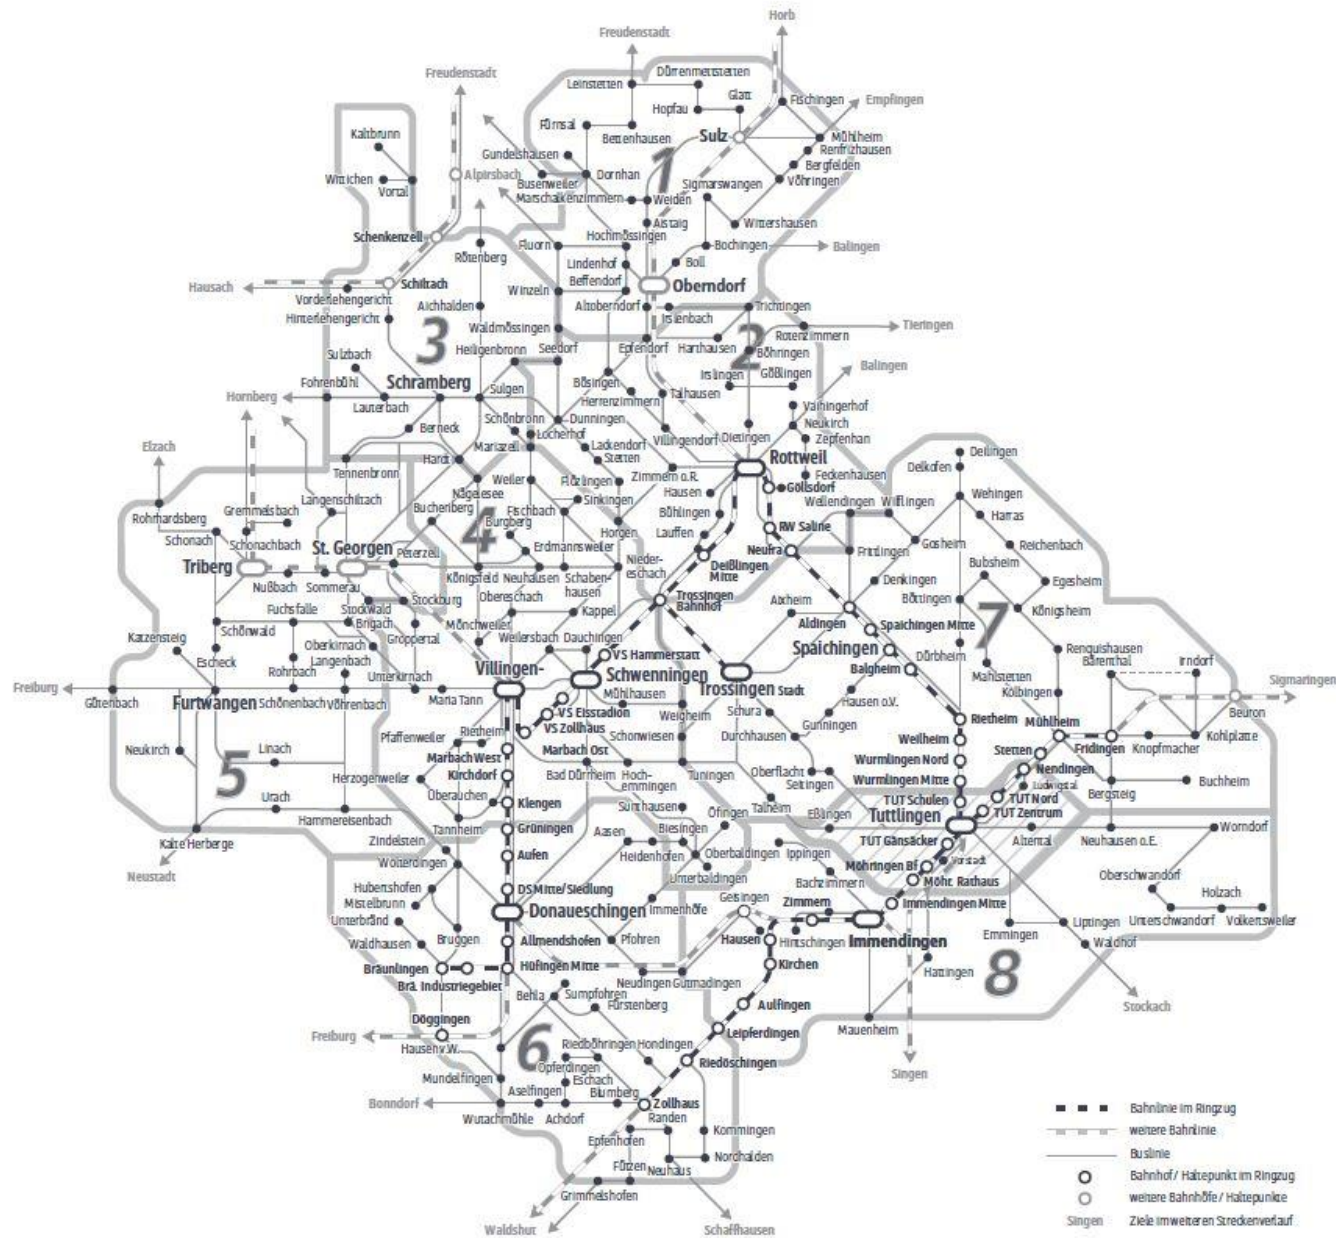 Horb
Freudenstadt
Dürrenmettstetten
Freudenstadt
Leinstetten
Glatt
Hopfau
Fischingen
Empfingen
Fürnsal
Bettenhausen
Sulz
Mühlheim
Kaltbrunn
Renfrizhausen
Gundelshausen
Bergfelden
1
Alpirsbach
Dornhan
Wittichen
Vortal
Busenweiler
Sigmarswangen
Vöhringen
Marschalkenzimmern
Weiden
Aistaig
Wittershausen
Schenkenzell
Hochmössingen
Fluorn
Bochingen
Balingen
Rötenberg
Lindenhof
Boll
Schiltach
Beffendorf
Oberndorf
Hausach
Winzeln
Vorderlehengericht
Aichhalden
Altoberndorf
Trichtingen
Hinterlehengericht
Irslenbach
3
Waldmössingen
2
Rotenzimmern
Tieringen
Epfendorf
Harthausen
Böhringen
Sulzbach
Heiligenbronn
Seedorf
Irslingen
Gößlingen
Balingen
Fohrenbühl
Schramberg
Sulgen
Bösingen
Talhausen
Hornberg
Lauterbach
Herrenzimmern
Vaihingerhof
Schönbronn
Dunningen
Neukirch
Berneck
Locherhof
Villingendorf
Dietingen
Zepfenhan
Elzach
Mariazell
Lackendorf
Stetten
Rottweil
Deilingen
Hardt
Tennenbronn
Zimmern o.R.
Feckenhausen
Delkofen
Weiler
Flözlingen
Göllsdorf
Nägelesee
Hausen
Langenschiltach
Sinkingen
Wellendingen
Wilflingen
Wehingen
Gremmelsbach
Buchenberg
Fischbach
Bühlingen
Rohrhardsberg
4
Burgberg
Horgen
RW Saline
Harras
Schonach
Schonachbach
St. Georgen
Lauffen
Gosheim
Peterzell
Erdmannsweiler
Neufra
Frittlingen
Reichenbach
Triberg
Nieder-
eschach
Deißlingen
Mitte
Bubsheim
Königsfeld
Neuhausen
Schaben-
hausen
Denkingen
Egesheim
Nußbach
Sommerau
Obereschach
Trossingen
Bahnhof
Aixheim
Böttingen
Fuchsfalle
Stockwald
Stockburg
Kappel
7
Königsheim
Schönwald
Brigach
Mönchweiler
Aldingen
Spaichingen Mitte
Katzensteig
Oberkirnach
Groppertal
Weilersbach
Dauchingen
Spaichingen
Dürbheim
Renquishausen
Escheck
Langenbach
VS Hammerstatt
Balgheim
Bärenthal
Irndorf
Rohrbach
Villingen-
Schwenningen
Trossingen Stadt
Mahlstetten
Unterkirnach
Sigmaringen
Freiburg
Maria Tann
Mühlhausen
Hausen o.V.
Kolbingen
Gütenbach
Furtwangen
Schönenbach
Vöhrenbach
VS Eisstadion
Schura
Beuron
Weigheim
Gunningen
Rietheim
Mühlheim
VS Zollhaus
Pfaffenweiler
Rietheim
Schonwiesen
Durchhausen
Weilheim
Stetten
Fridingen
Knopfmacher
Kohlplatte
Neukirch
Linach
Marbach Ost
Marbach West
Wurmlingen Nord
Nendingen
5
Herzogenweiler
Kirchdorf
Bad Dürrheim
Hoch-
emmingen
Tuningen
Oberflacht
Seitingen
Wurmlingen Mitte
Buchheim
Ludwigstal
Bergsteig
Urach
Überauchen
Klengen
Sunthausen
Talheim
TUT Schulen
TUT Nord
Hammereisenbach
Öfingen
Eßlingen
Tuttlingen
TUT Zentrum
Tannheim
Grüningen
Aasen
Biesingen
Worndorf
Kalte Herberge
Zindelstein
TUT Gänsäcker
Altental
Neuhausen o.E.
Wolterdingen
Aufen
Heidenhofen
Oberbaldingen
Ippingen
Möhringen Bf
Vorstadt
Neustadt
Unterbaldingen
Bachzimmern
Möhr. Rathaus
Oberschwandorf
Hubertshofen
DS Mitte/Siedlung
Mistelbrunn
Immenhöfe
Geisingen
Zimmern
Immendingen Mitte
Holzach
Unterbränd
Donaueschingen
Unterschwandorf
Volkertsweiler
Liptingen
Emmingen
Waldhausen
Bruggen
Allmendshofen
Pfohren
Hausen
Hintschingen
Immendingen
Waldhof
Bräunlingen
Hüfingen Mitte
Kirchen
Hattingen
Brä. Industriegebiet
Neudingen
Gutmadingen
8
Behla
Sumpfohren
Stockach
Fürstenberg
Aulfingen
Döggingen
Mauenheim
Freiburg
Leipferdingen
Hausen v.W.
6
Riedböhringen
Hondingen
Opferdingen
Riedöschingen
Singen
Mundelfingen
Eschach
Aselfingen
Blumberg
Bonndorf
Zollhaus
Wutachmühle
Achdorf
Randen
Epfenhofen
Kommingen
Fützen
Neuhaus
Nordhalden
Grimmelshofen
Waldshut
Schaffhausen
Bahnlinie im Ringzug
weitere Bahnlinie
Buslinie
Bahnhof/ Haltepunkt im Ringzug
weitere Bahnhöfe/ Haltepunkte
Singen
Ziele im weiteren Streckenverlauf